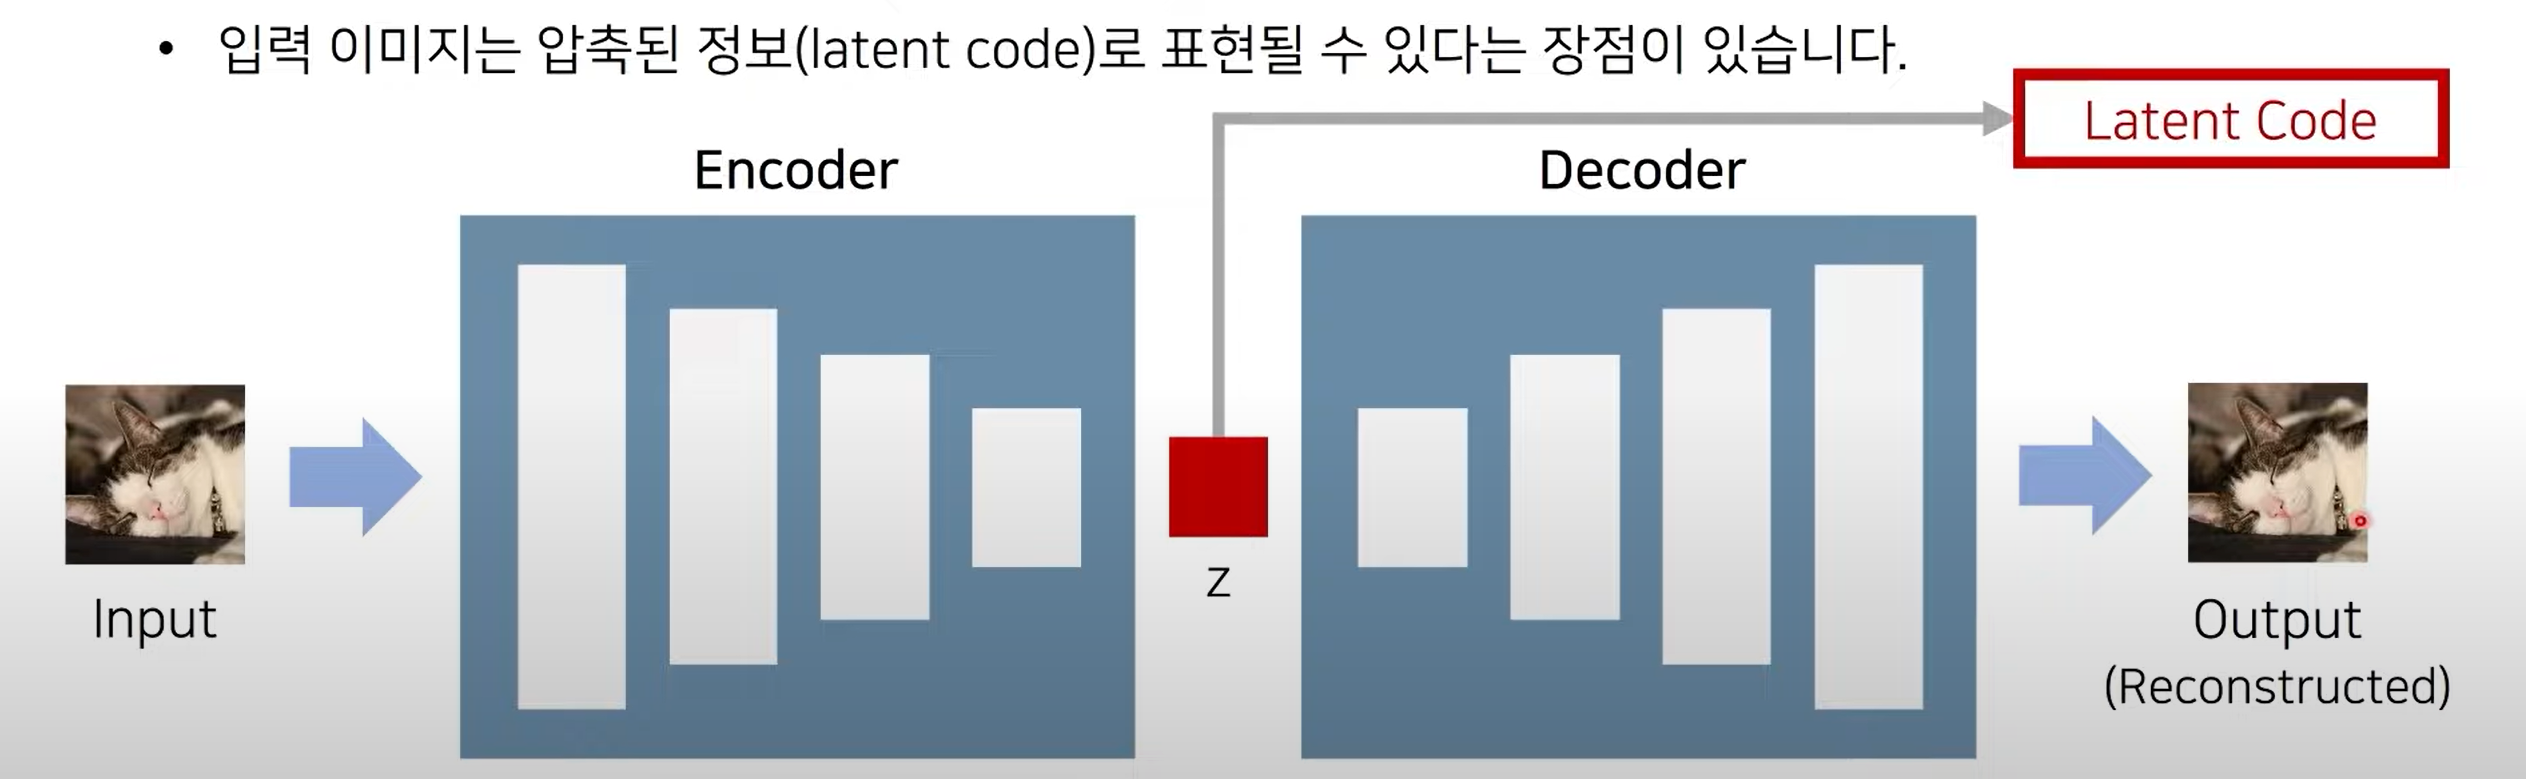 • 입력 이미지는 압축된 정보(latent code)로 표현될 수 있다는 장점이 있습니다.
Latent Code
Encoder
Decoder
z
Input
Output
(Reconstructed)